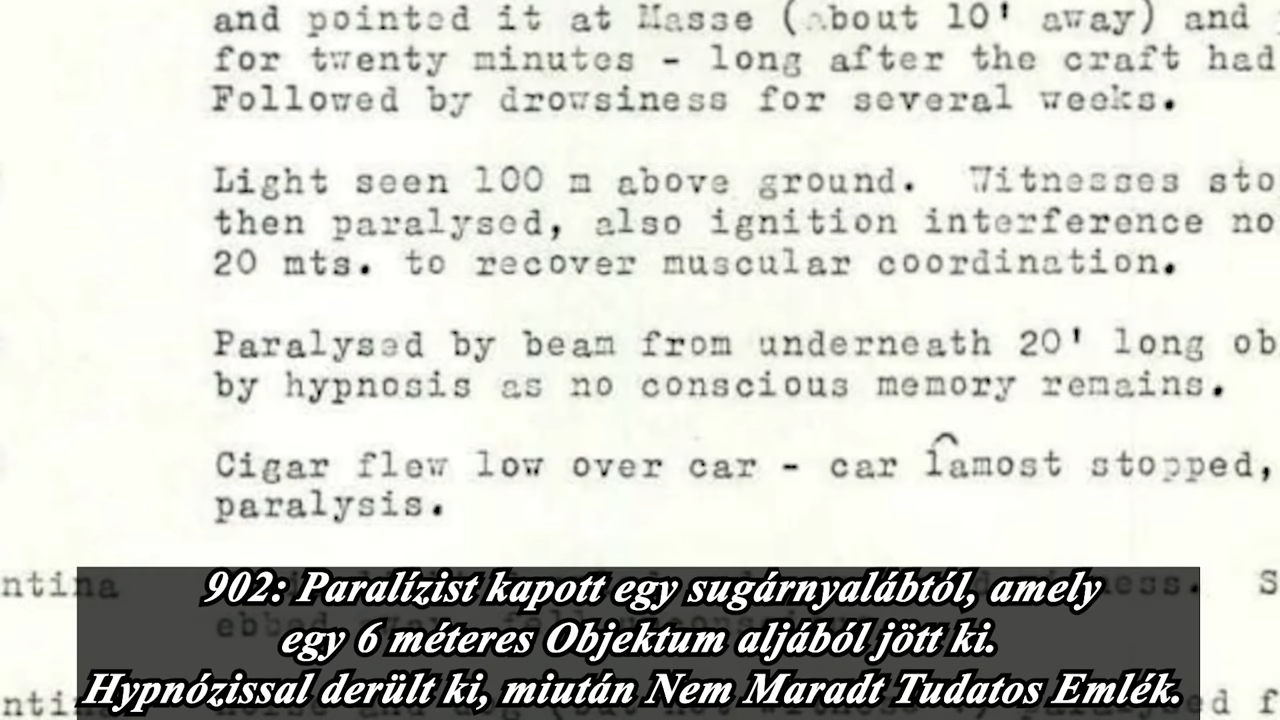 and pointed it at Masse (about 10' away) and
for twenty minutes - long after the craft had
Followed by drowsiness for several weeks.
Light seen 100 m above ground. Witnesses sto
then paralysed, also ignition interference no
20 mts. to recover muscular coordination.
Paralysed by beam from underneath 20' long ob
by hypnosis as no conscious memory remains.
Cigar flew low over car - car lamost stopped,
paralysis.
ntina
902: Paralízist kapott egy sugárnyalábtól, amely
egy 6 méteres Objektum aljából jött ki.
Hypnózissal derült ki, miután Nem Maradt Tudatos Emlék.